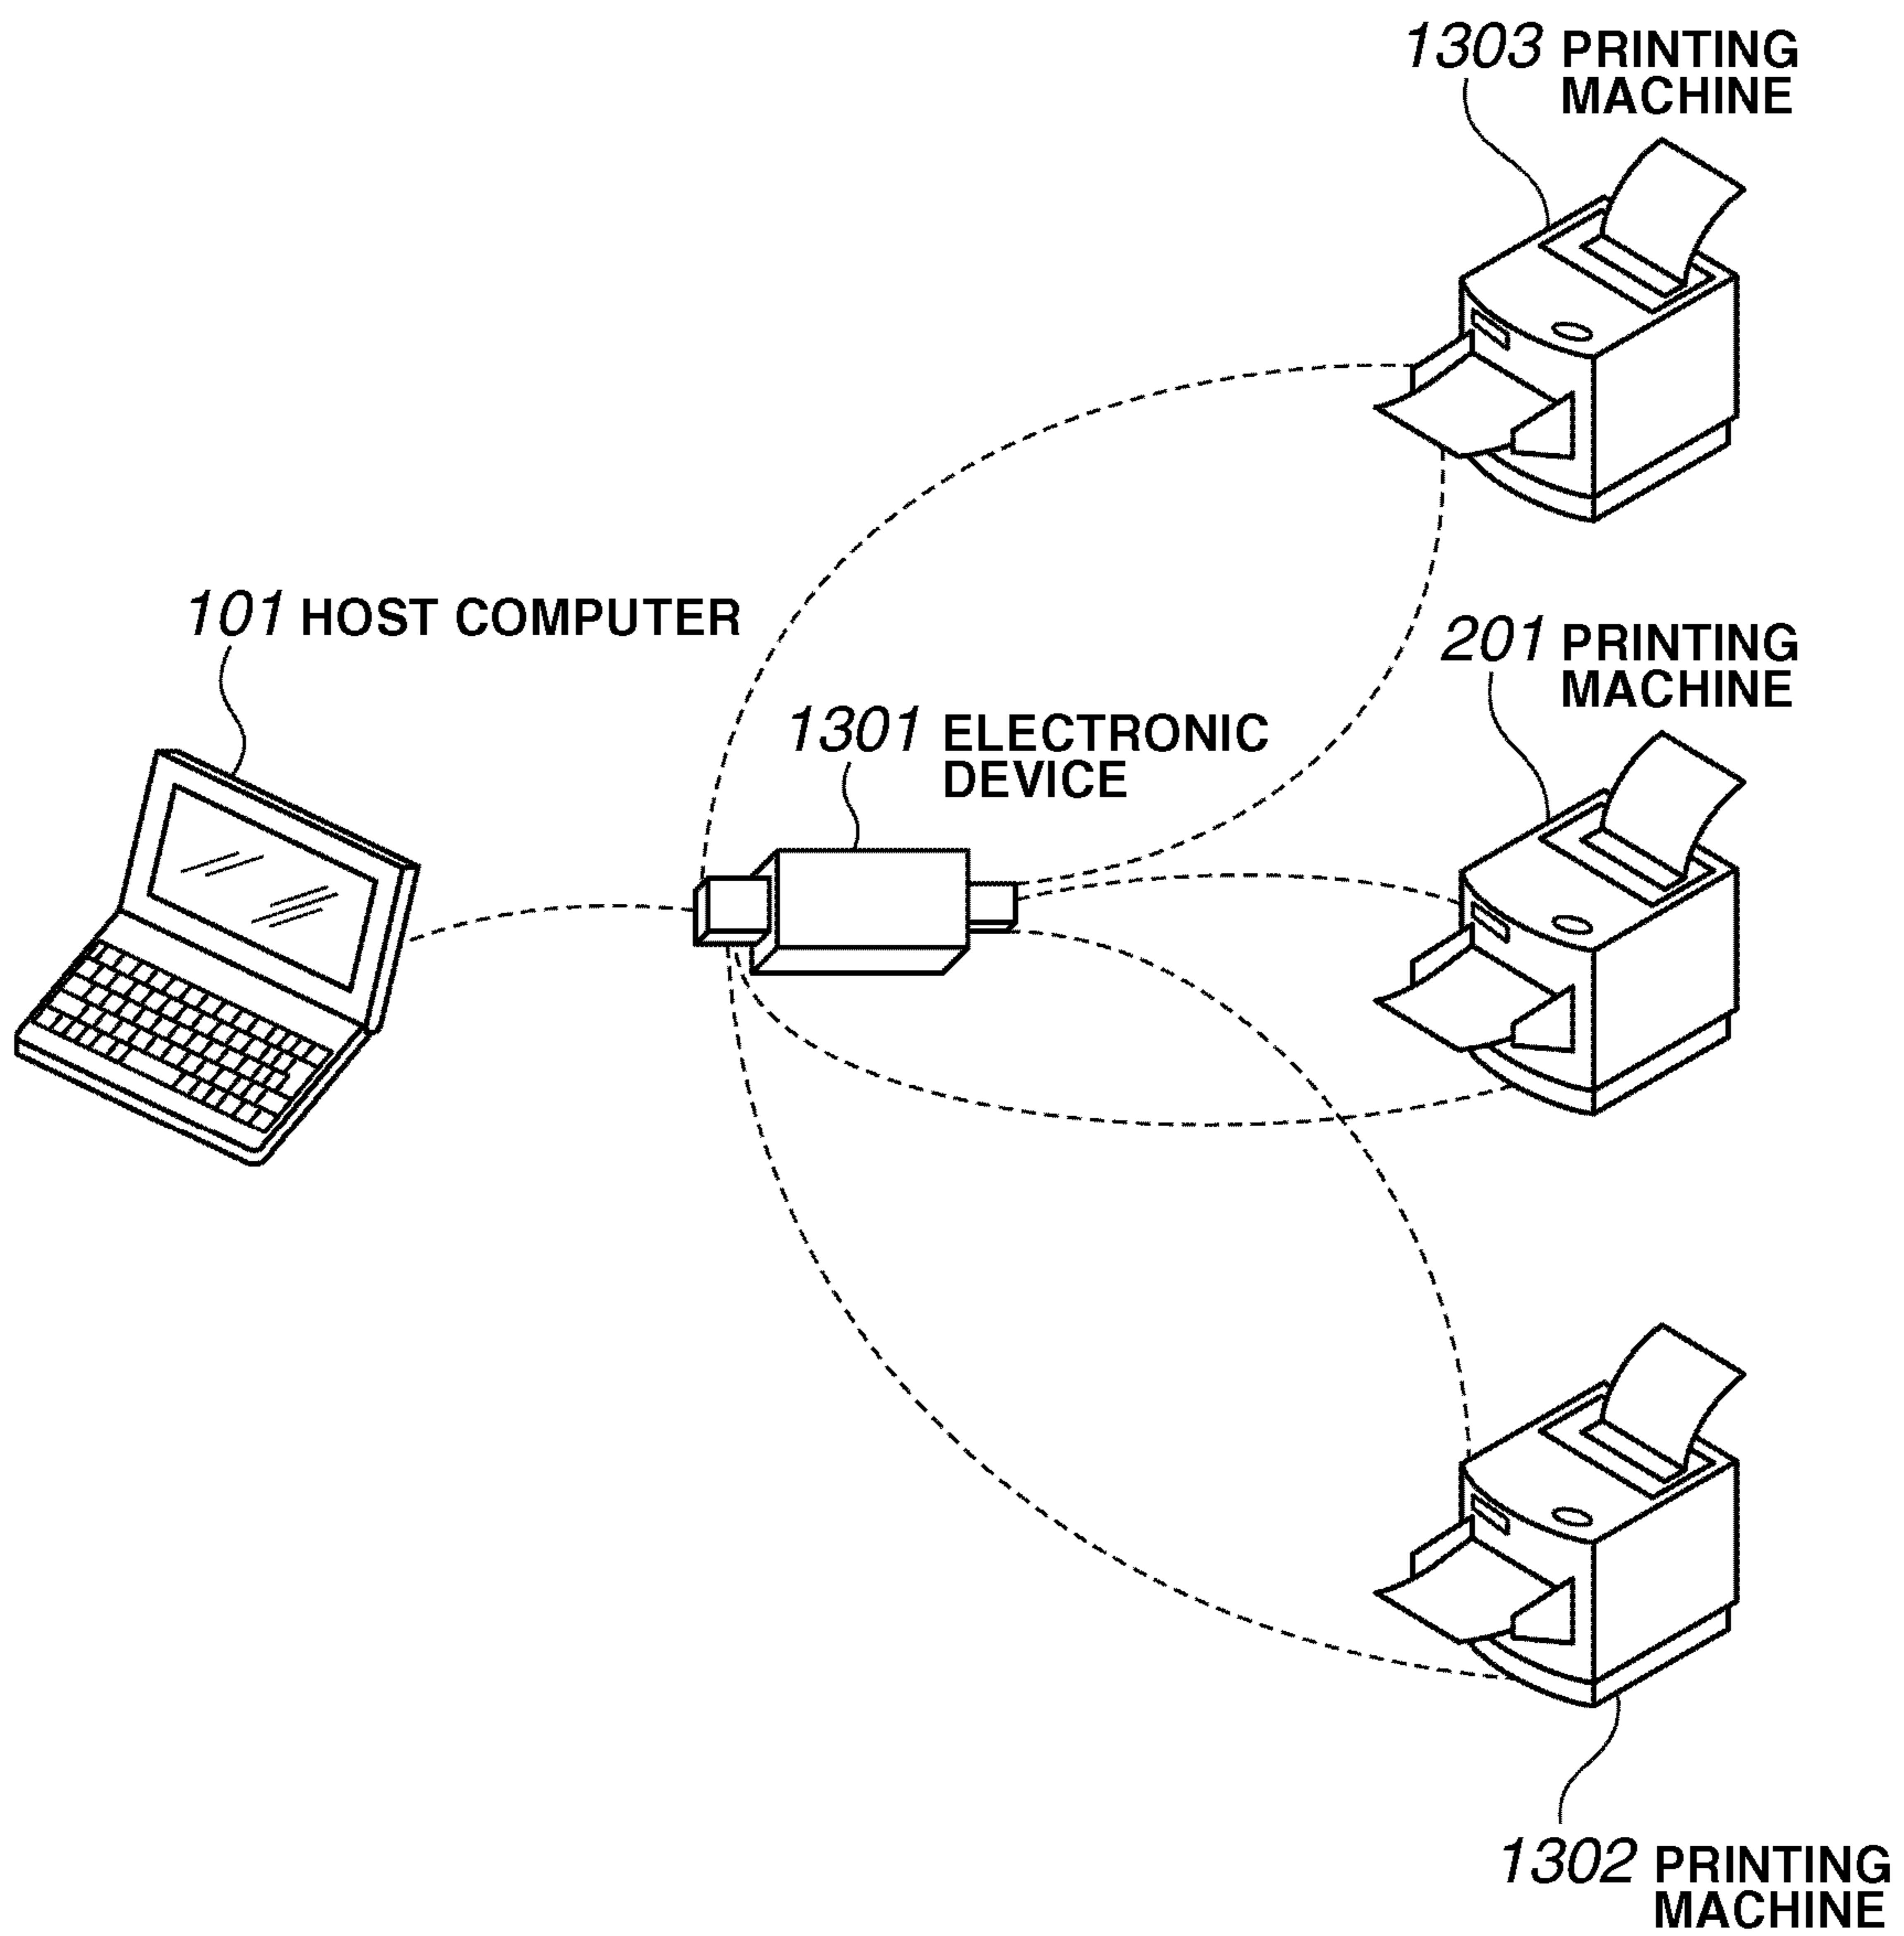 1303 PRINTING
MACHINE
101 HOST COMPUTER
201 PRINTING
MACHINE
1301 ELECTRONIC
DEVICE
1302 PRINTING
MACHINE